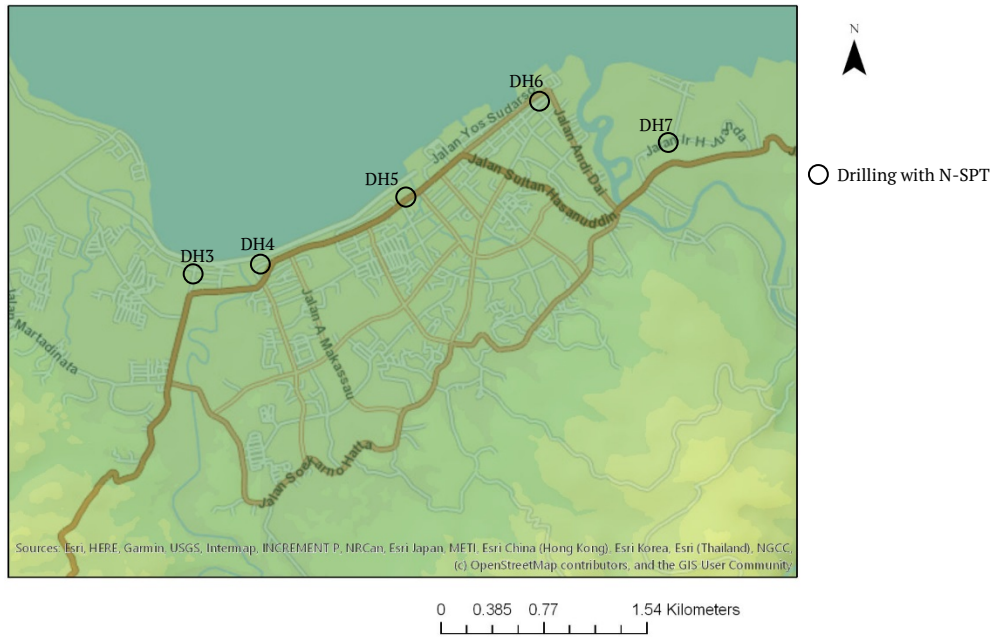 N
DH6
Jalan Yos Sudarso
DH7
Jalan Ir H Juanda
Jalan Andi Dai
Jalan Sultan Hasanuddin
DH5
Drilling with N-SPT
DH4
DH3
Jalan A Makassau
Martadinata
Jalan Soekarno Hatta
Sources: Esri, HERE, Garmin, USGS, Intermap, INCREMENT P, NRCan, Esri Japan, METI, Esri China (Hong Kong), Esri Korea, Esri (Thailand), NGCC,
(c) OpenStreetMap contributors, and the GIS User Community
0 0.385 0.77 1.54 Kilometers